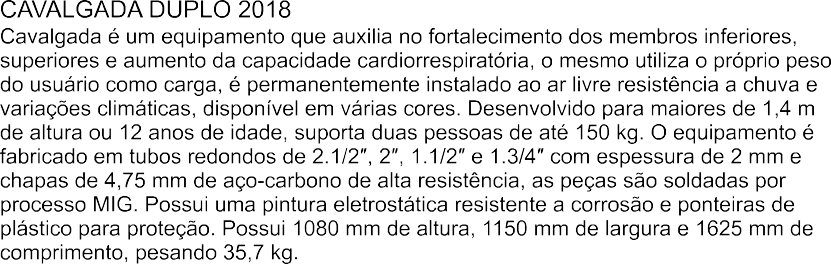 CAVALGADA DUPLO 2018
Cavalgada é um equipamento que auxilia no fortalecimento dos membros inferiores,
superiores e aumento da capacidade cardiorrespiratória, o mesmo utiliza o próprio peso
do usuário como carga, é permanentemente instalado ao ar livre resistência a chuva e
variações climáticas, disponível em várias cores. Desenvolvido para maiores de 1,4 m
de altura ou 12 anos de idade, suporta duas pessoas de até 150 kg. O equipamento é
fabricado em tubos redondos de 2.1/2″, 2″, 1.1/2″ e 1.3/4″ com espessura de 2 mm e
chapas de 4,75 mm de aço-carbono de alta resistência, as peças são soldadas por
processo MIG. Possui uma pintura eletrostática resistente a corrosão e ponteiras de
plástico para proteção. Possui 1080 mm de altura, 1150 mm de largura e 1625 mm de
comprimento, pesando 35,7 kg.